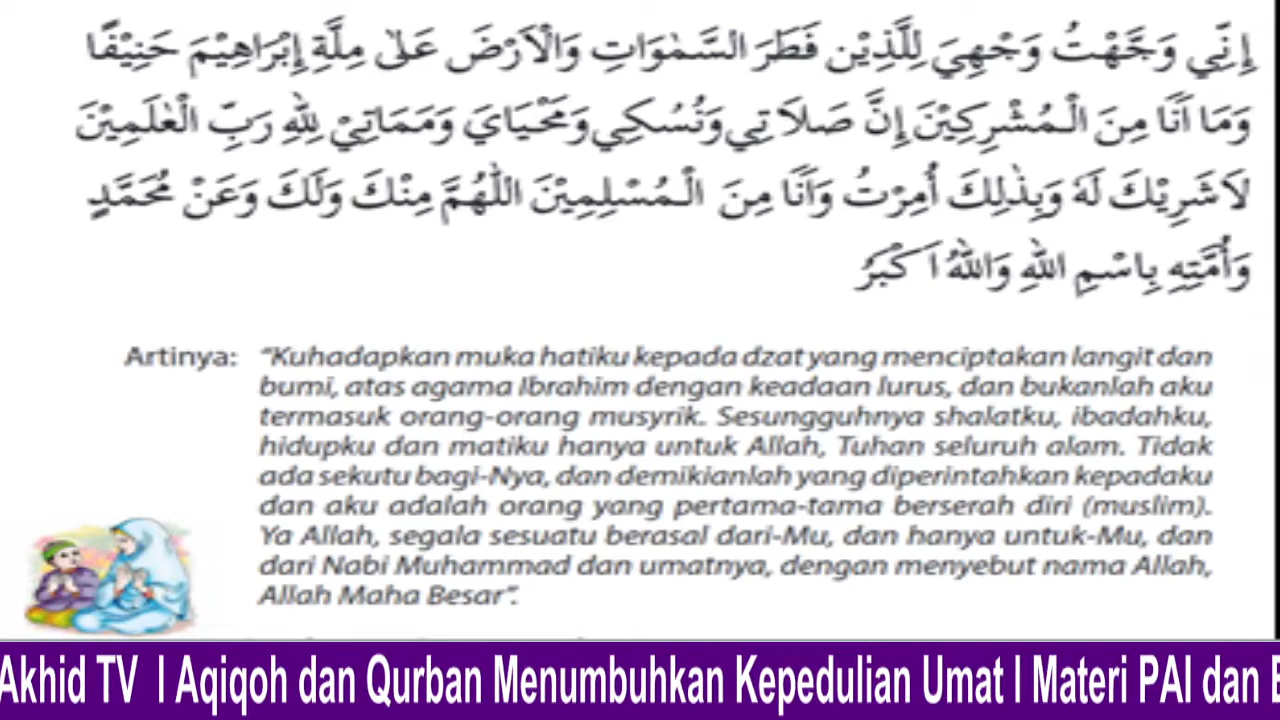 إِنِّي وَجَّهْتُ وَجْهِيَ لِلَّذِيْن فَطَرَ السَّمٰوَاتِ وَالْاَرْضَ عَلىٰ مِلَّةِ إِبْرَاهِيْمَ حَنِيْفًا
وَمَا اَنَا مِنَ الْمُشْرِكِيْنَ إِنَّ صَلَاتِي وَنُسُكِي وَمَحْيَايَ وَمَمَاتِيْ لِلّٰهِ رَبِّ الْعٰلَمِيْنَ
لَاشَرِيْكَ لَهُ وَبِذٰلِكَ أُمِرْتُ وَاَنَا مِنَ الْمُسْلِمِيْنَ اللّٰهُمَّ مِنْكَ وَلَكَ وَعَنْ مُحَمَّدٍ
وَأُمَّتِهِ بِاسْمِ اللهِ وَاللهُ اَكْبَرُ
Artinya: "Kuhadapkan muka hatiku kepada dzat yang menciptakan langit dan
bumi, atas agama Ibrahim dengan keadaan lurus, dan bukanlah aku
termasuk orang-orang musyrik. Sesungguhnya shalatku, ibadahku,
hidupku dan matiku hanya untuk Allah, Tuhan seluruh alam. Tidak
ada sekutu bagi-Nya, dan demikianlah yang diperintahkan kepadaku
dan aku adalah orang yang pertama-tama berserah diri (muslim).
Ya Allah, segala sesuatu berasal dari-Mu, dan hanya untuk-Mu, dan
dari Nabi Muhammad dan umatnya, dengan menyebut nama Allah,
Allah Maha Besar".
Akhid TV l Aqiqoh dan Qurban Menumbuhkan Kepedulian Umat l Materi PAI dan